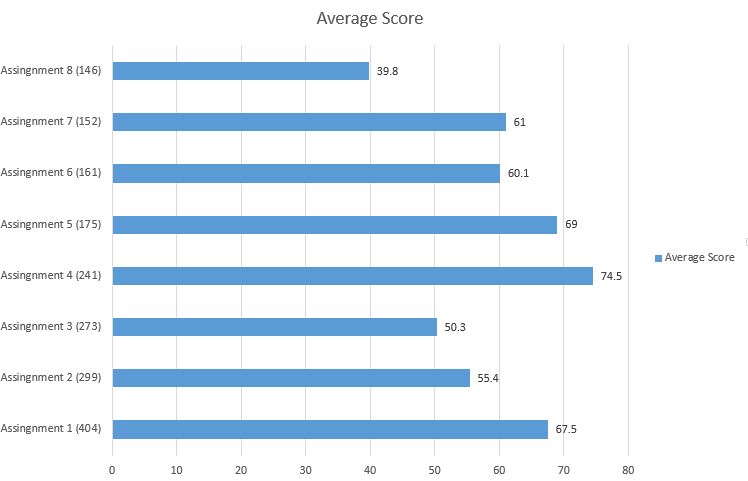 Average Score
Assingnment 8 (146)
39.8
Assingnment 7 (152)
61
Assingnment 6 (161)
60.1
Assingnment 5 (175)
69
Assingnment 4 (241)
74.5
Assingnment 3 (273)
50.3
Assingnment 2 (299)
55.4
Assingnment 1 (404)
67.5
0 10 20 30 40 50 60 70 80
Average Score